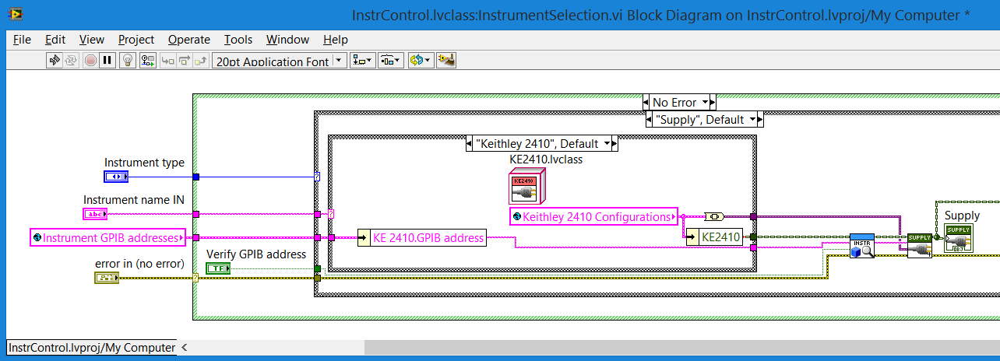 InstrControl.lvclass:InstrumentSelection.vi Block Diagram on InstrControl.lvproj/My Computer *
File Edit View Project Operate Tools Window Help
20pt Application Font
No Error
"Supply", Default
"Keithley 2410", Default
KE2410.lvclass
KE2410
Instrument type
Instrument name IN
abc
Keithley 2410 Configurations
Supply
SUPPLY
OBJ
Instrument GPIB addresses
KE 2410.GPIB address
KE2410
INSTR
SUPPLY
Verify GPIB address
TF
error in (no error)
InstrControl.lvproj/My Computer